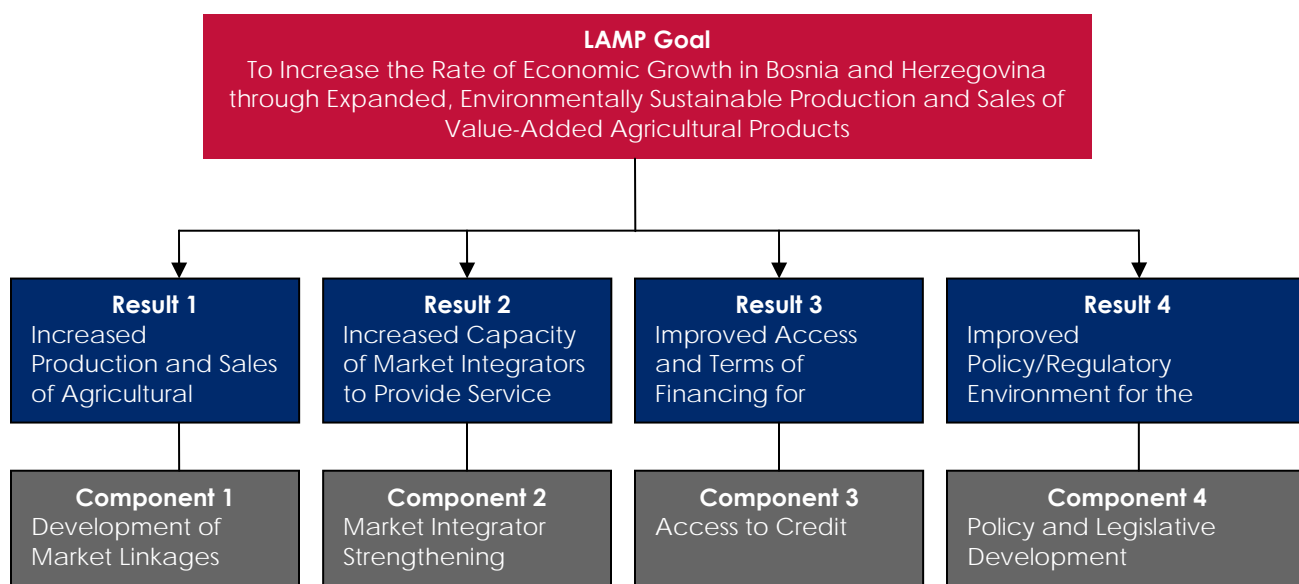 LAMP Goal
To Increase the Rate of Economic Growth in Bosnia and Herzegovina
through Expanded, Environmentally Sustainable Production and Sales of
Value-Added Agricultural Products
Result 1
Increased
Production and Sales
of Agricultural
Result 2
Increased Capacity
of Market Integrators
to Provide Service
Result 3
Improved Access
and Terms of
Financing for
Result 4
Improved
Policy/Regulatory
Environment for the
Component 1
Development of
Market Linkages
Component 2
Market Integrator
Strengthening
Component 3
Access to Credit
Component 4
Policy and Legislative
Development